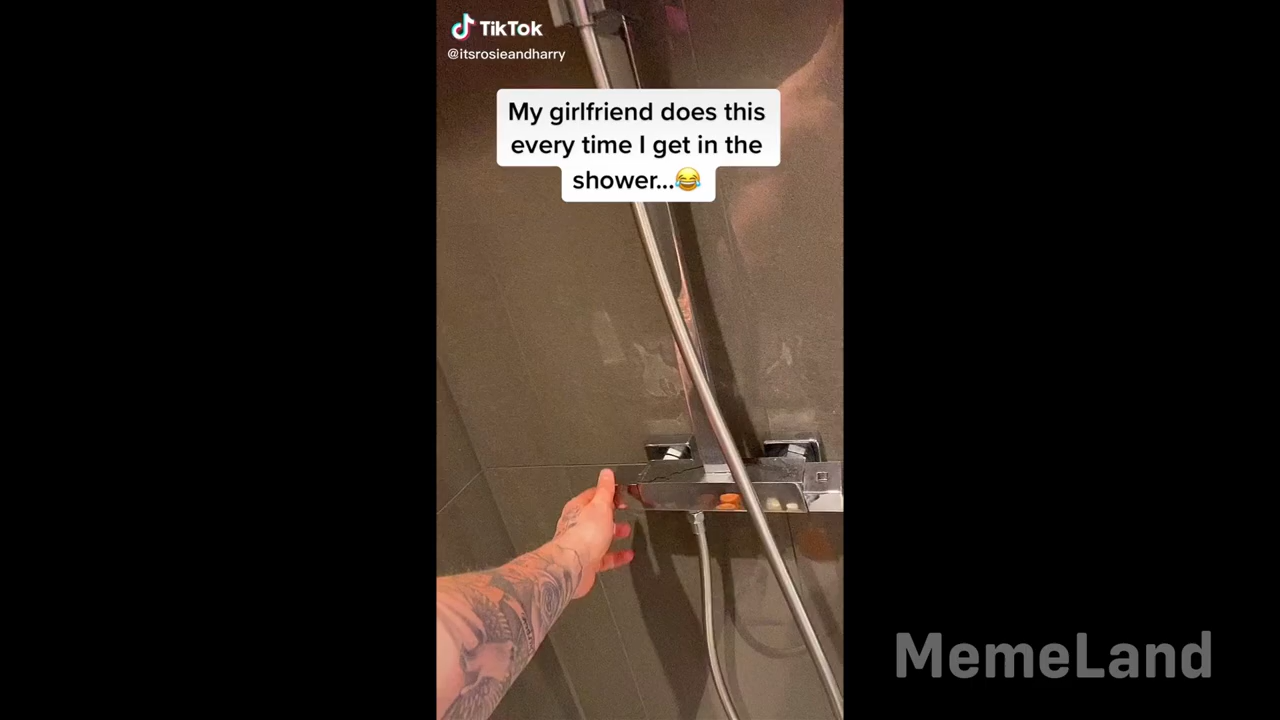 TikTok
@itsrosieandharry
My girlfriend does this
every time I get in the
shower...😂
MemeLand